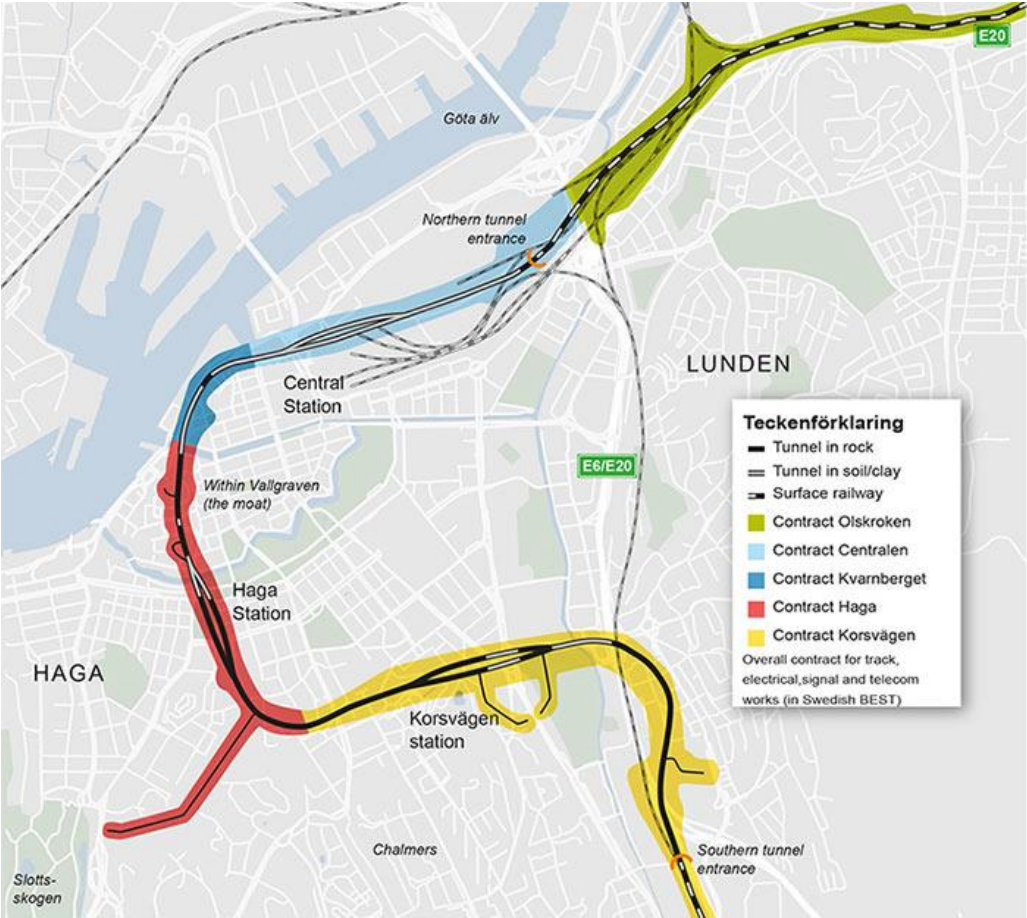 E20
Göta älv
Northern tunnel
entrance
LUNDEN
Central
Station
E6/E20
Within Vallgraven
(the moat)
Haga
Station
HAGA
Korsvägen
station
Chalmers
Southern tunnel
entrance
Slotts-
skogen
Teckenförklaring
Tunnel in rock
Tunnel in soil/clay
Surface railway
Contract Olskroken
Contract Centralen
Contract Kvarnberget
Contract Haga
Contract Korsvägen
Overall contract for track,
electrical,signal and telecom
works (in Swedish BEST)